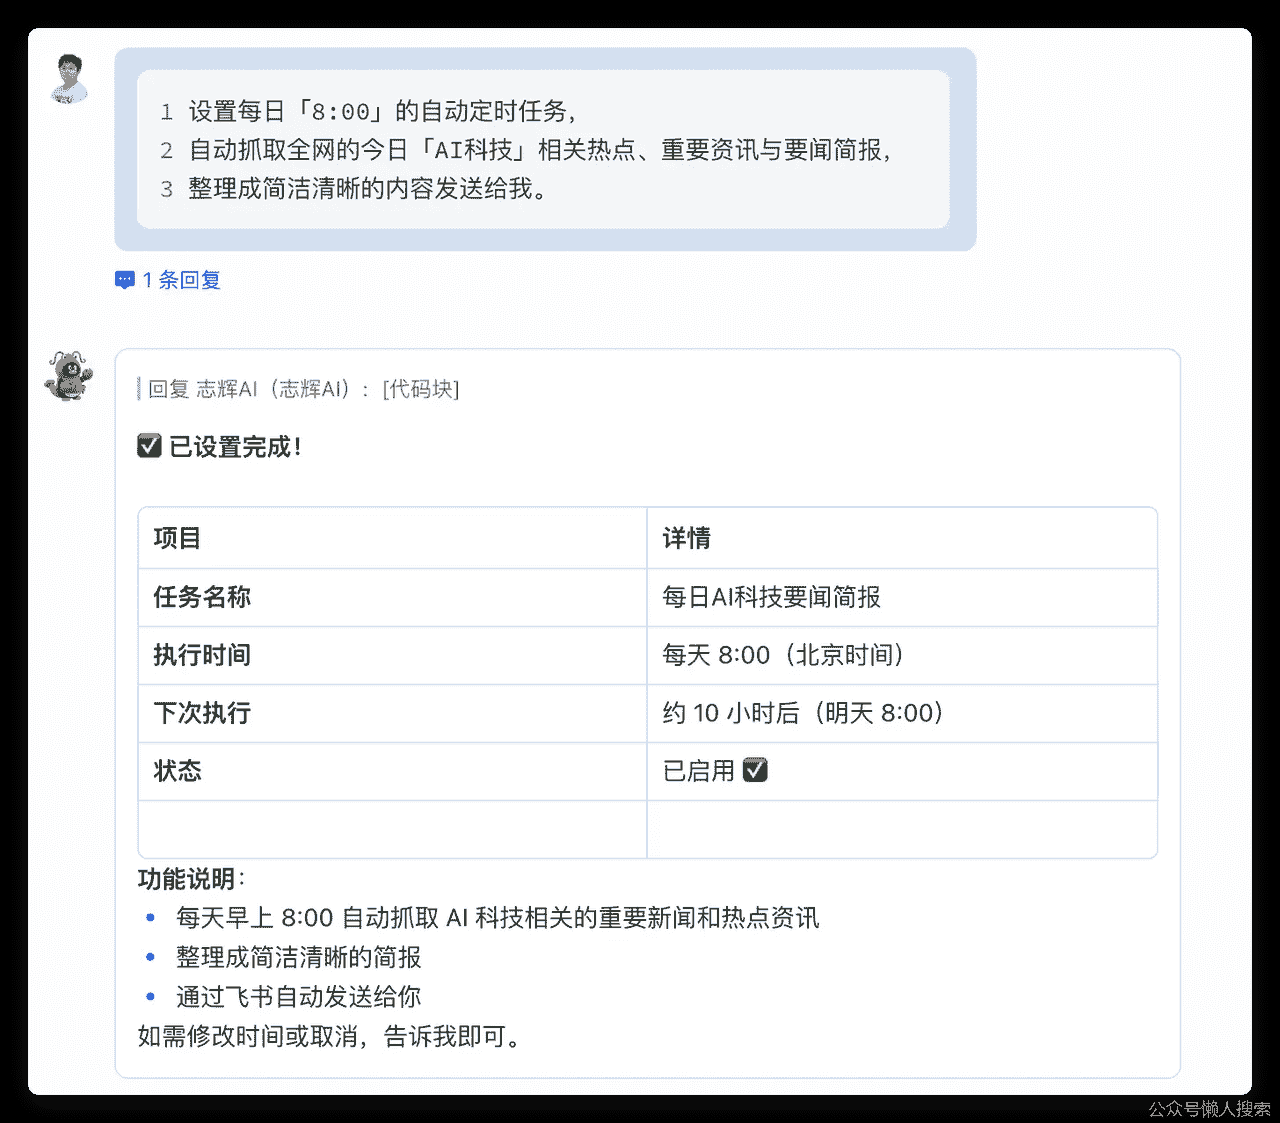 1 设置每日「8:00」的自动定时任务,
2 自动抓取全网的今日「AI科技」相关热点、重要资讯与要闻简报,
3 整理成简洁清晰的内容发送给我。
1 条回复
回复 志辉AI（志辉AI）: [代码块]
已设置完成!
项目 详情
任务名称 每日AI科技要闻简报
执行时间 每天 8:00（北京时间）
下次执行 约 10 小时后（明天 8:00）
状态 已启用
功能说明:
每天早上 8:00 自动抓取 AI 科技相关的重要新闻和热点资讯
整理成简洁清晰的简报
通过飞书自动发送给你
如需修改时间或取消，告诉我即可。
公众号懒人搜索